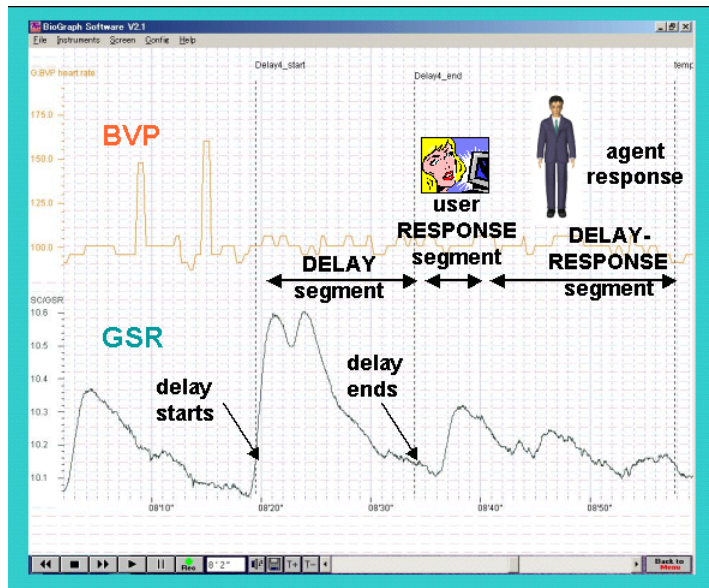 BioGraph Software V2.1
File Instruments Screen Config Help
Delay4_start
temp
G:BVP heart rate
Delay4_end
175.0
BVP
150.0
agent
response
user
125.0
RESPONSE
segment
DELAY-
RESPONSE
segment
100.0
DELAY
segment
SC/GSR
10.6
GSR
10.5
10.4
delay
starts
delay
ends
10.3
10.2
10.1
08'10"
08'20"
08'30"
08'40"
08'50"
Rec
8'2"
T+
T-
Back to
Menu